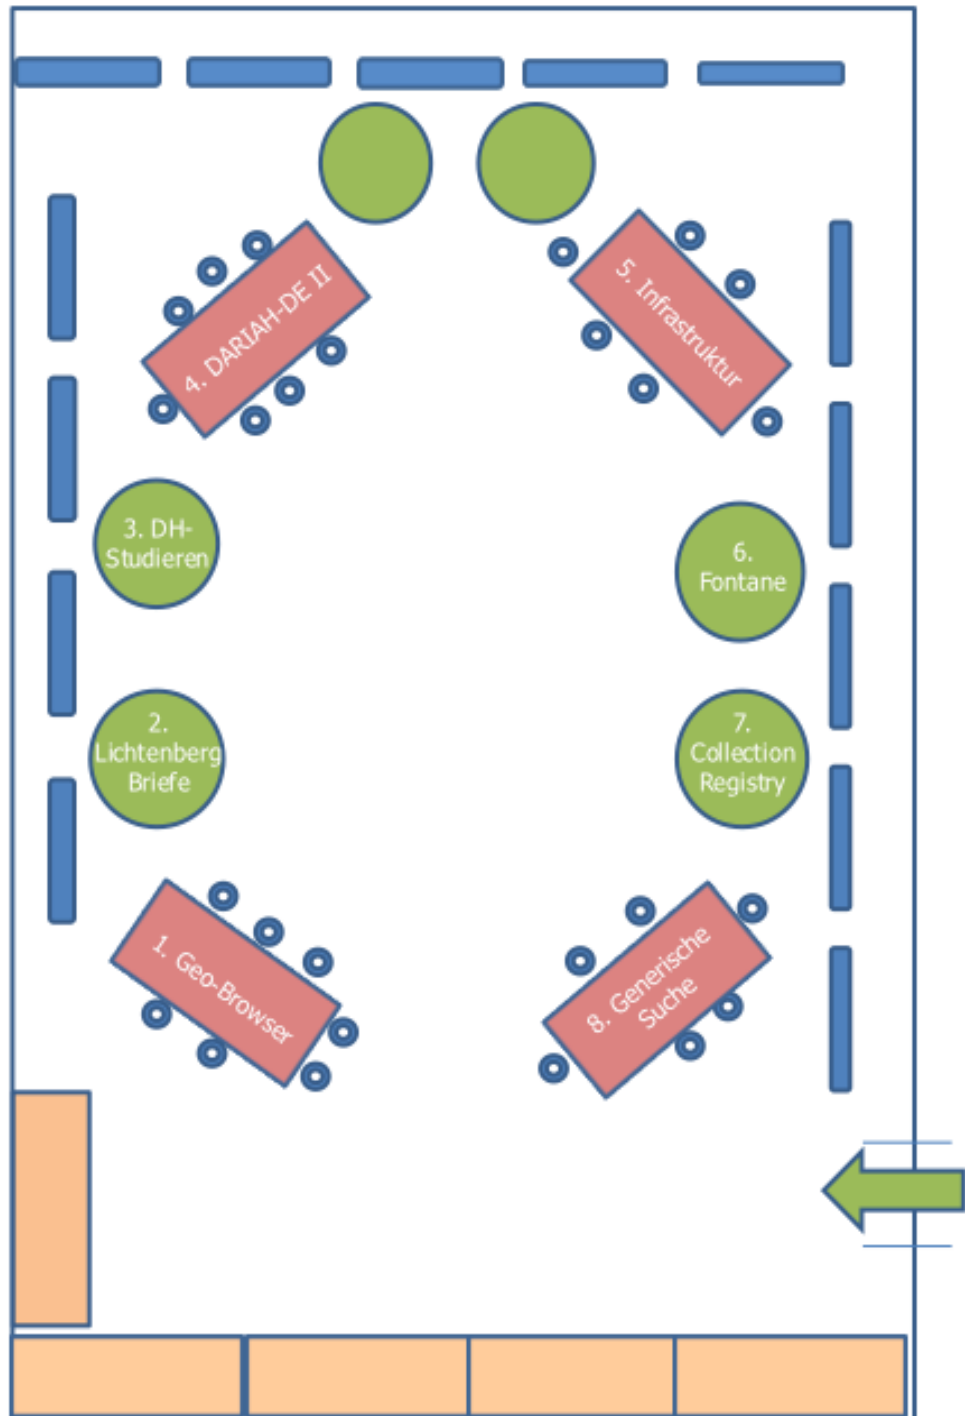 4. DARIAH-DE II
5. Infrastruktur
3. DH-
Studieren
6.
Fontane
2.
Lichtenberg
Briefe
7.
Collection
Registry
1. Geo-Browser
8. Generische
Suche